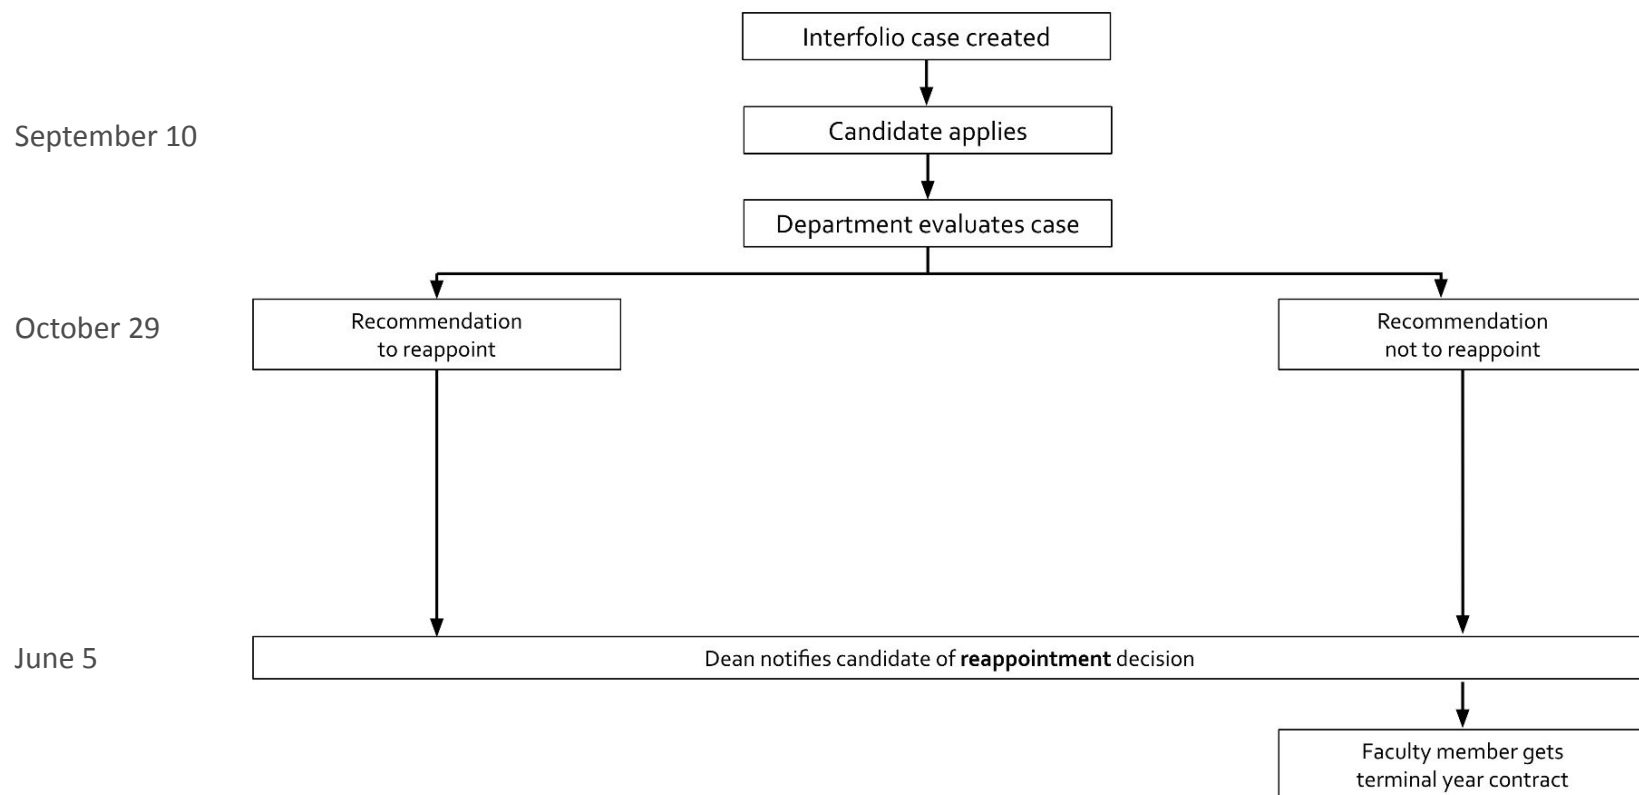 Interfolio case created
September 10
Candidate applies
Department evaluates case
October 29
Recommendation
to reappoint
Recommendation
not to reappoint
June 5
Dean notifies candidate of reappointment decision
Faculty member gets
terminal year contract